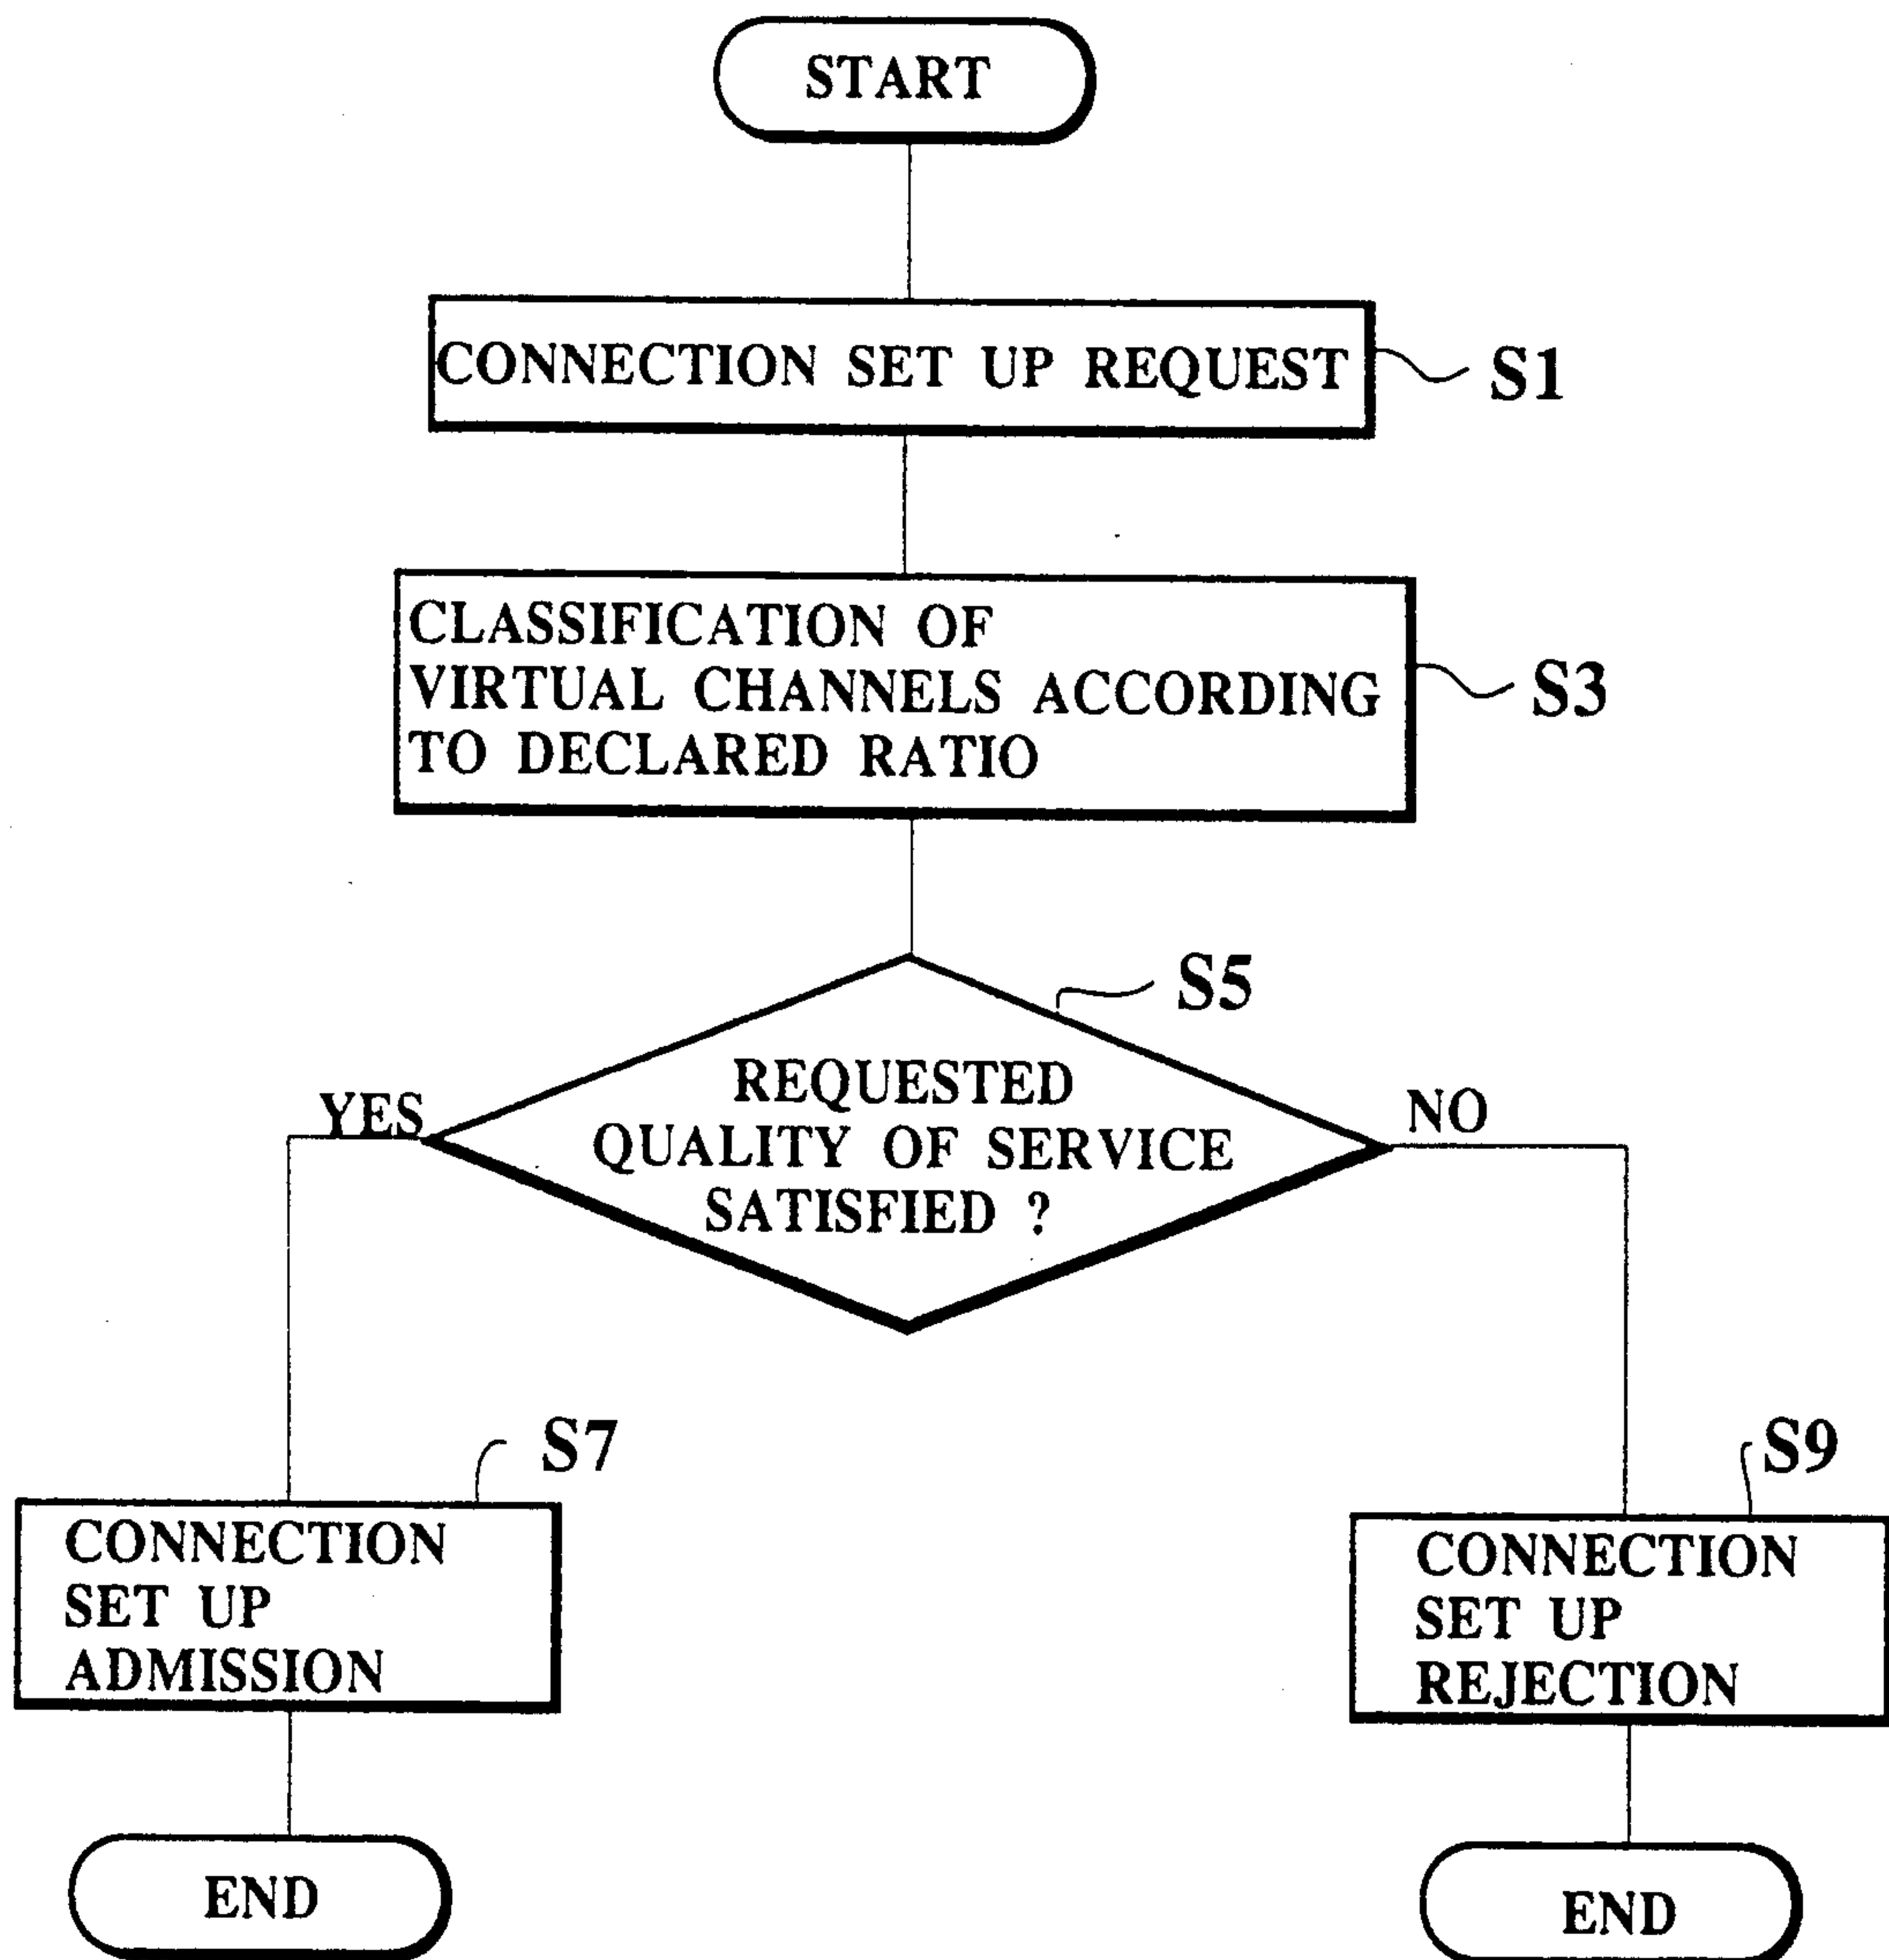 START
CONNECTION SET UP REQUEST
S1
CLASSIFICATION OF
VIRTUAL CHANNELS ACCORDING
TO DECLARED RATIO
S3
S5
REQUESTED
QUALITY OF SERVICE
SATISFIED ?
YES
NO
S7
CONNECTION
SET UP
ADMISSION
S9
CONNECTION
SET UP
REJECTION
END
END